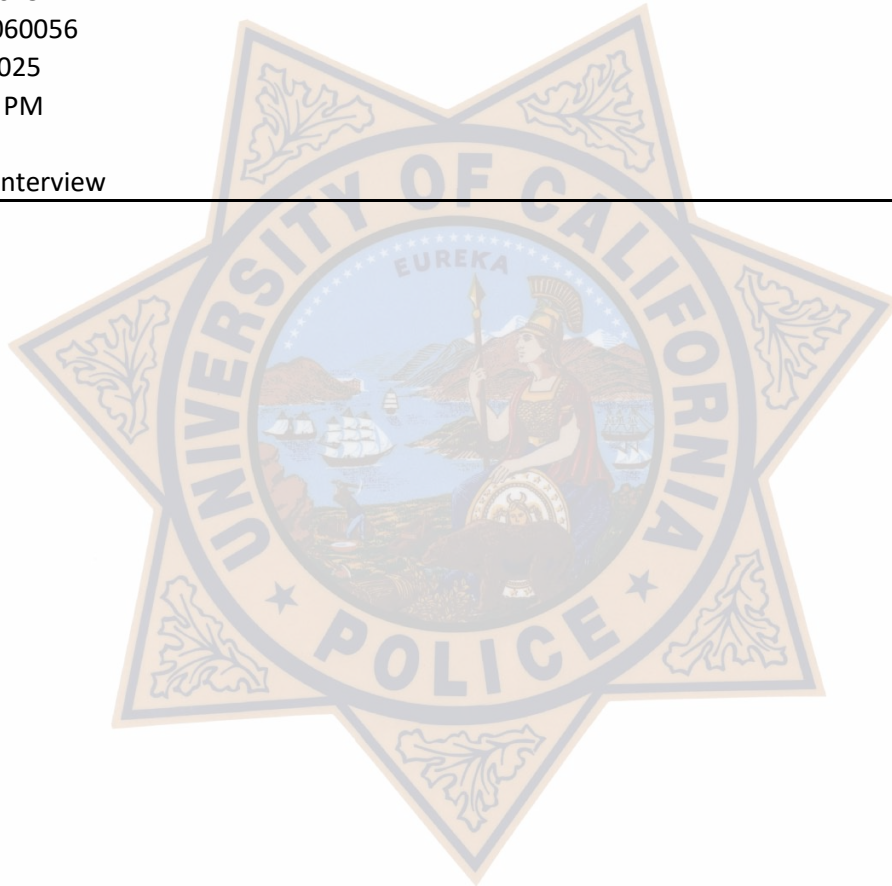 060056
025
PM
nterview
UNIVERSITY OF CALIFORNIA
EUREKA
POLICE